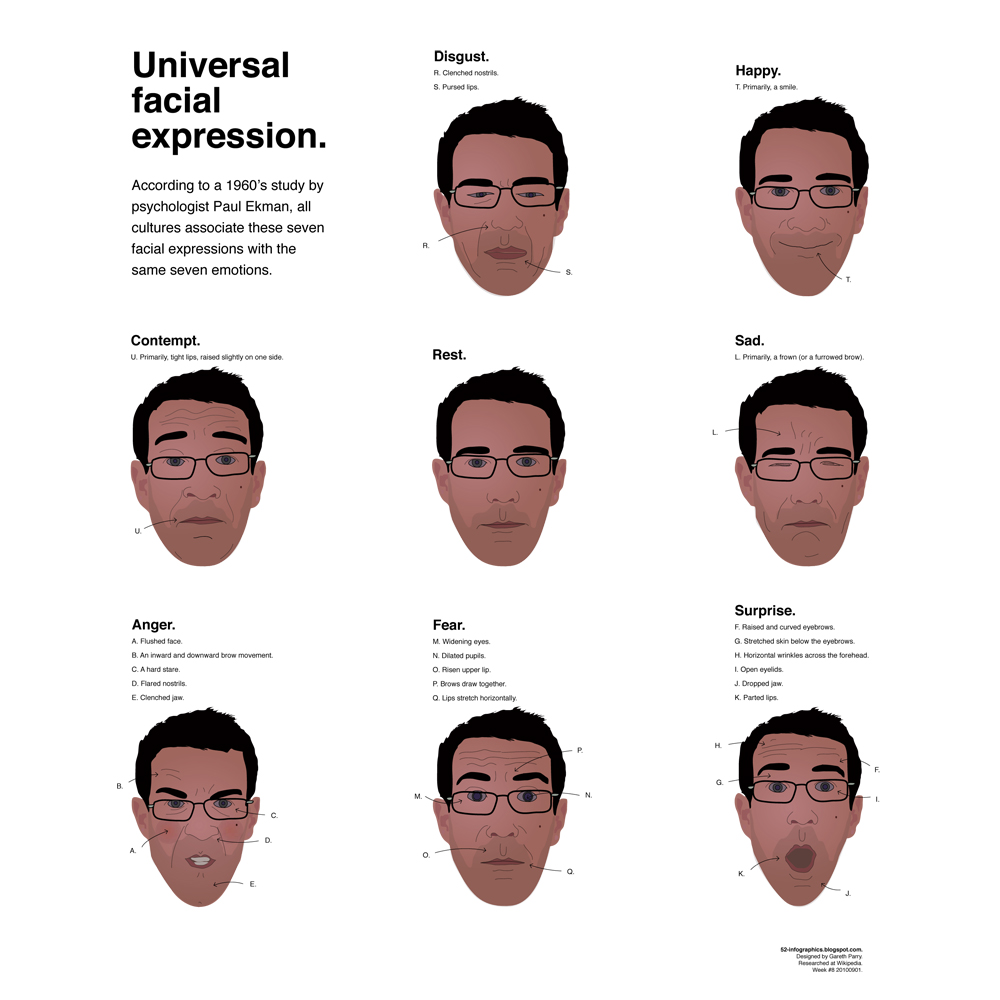 Universal
facial
expression.
According to a 1960's study by
psychologist Paul Ekman, all
cultures associate these seven
facial expressions with the
same seven emotions.
Disgust.
R. Clenched nostrils.
S. Pursed lips.
R.
S.
Happy.
T. Primarily, a smile.
T.
Contempt.
U. Primarily, tight lips, raised slightly on one side.
U.
Rest.
Sad.
L. Primarily, a frown (or a furrowed brow).
L.
Anger.
A. Flushed face.
B. An inward and downward brow movement.
C. A hard stare.
D. Flared nostrils.
E. Clenched jaw.
B.
C.
D.
A.
E.
Fear.
M. Widening eyes.
N. Dilated pupils.
O. Risen upper lip.
P. Brows draw together.
Q. Lips stretch horizontally.
P.
M.
N.
O.
Q.
Surprise.
F. Raised and curved eyebrows.
G. Stretched skin below the eyebrows.
H. Horizontal wrinkles across the forehead.
I. Open eyelids.
J. Dropped jaw.
K. Parted lips.
H.
F.
G.
I.
K.
J.
52-infographics.blogspot.com.
Designed by Gareth Parry.
Researched at Wikipedia.
Week #8 20100901.